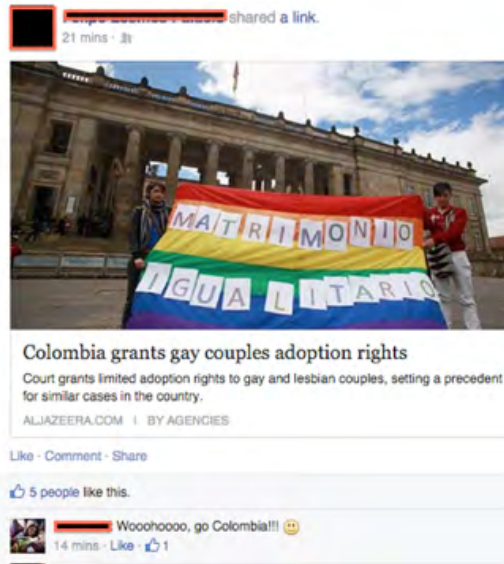 shared a link.
21 mins ·
MATRIMONIO
IGUALITARIO
Colombia grants gay couples adoption rights
Court grants limited adoption rights to gay and lesbian couples, setting a precedent
for similar cases in the country.
ALJAZEERA.COM | BY AGENCIES
Like · Comment · Share
5 people like this.
Wooohoooo, go Colombia!!!
14 mins · Like · 1